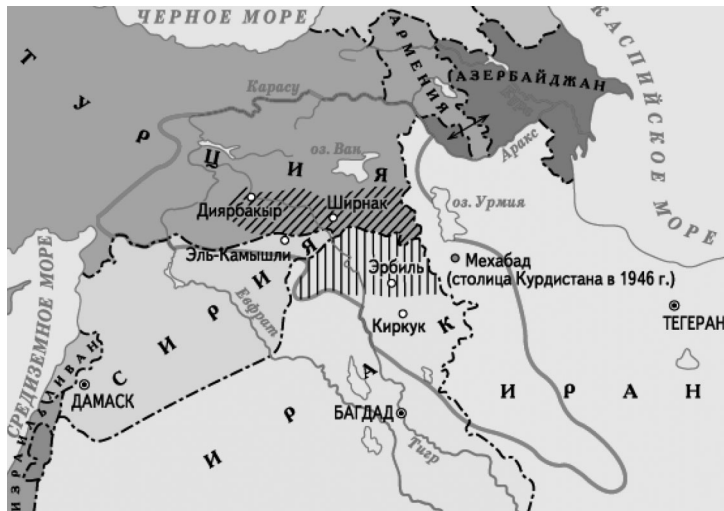 ЧЕРНОЕ МОРЕ
КАСПИЙСКОЕ МОРЕ
АРМЕНИЯ
АЗЕРБАЙДЖАН
ТУРЦИЯ
Карасу
Кура
Аракс
оз. Ван
оз. Урмия
Диярбакыр
Ширнак
Эль-Камышли
Эрбиль
Мехабад
(столица Курдистана в 1946 г.)
ТЕГЕРАН
Киркук
Евфрат
СРЕДИЗЕМНОЕ МОРЕ
СИРИЯ
ЛИВАН
ДАМАСК
ИРАН
ИРАК
БАГДАД
Тигр
ИЗРАИЛЬ